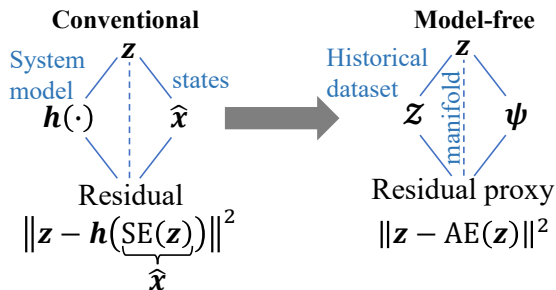 Conventional
z
System
model
states
h(·)
x̂
Residual
‖z − h(SE(z))‖²
x̂
Model-free
z
Historical
dataset
manifold
𝒵
ψ
Residual proxy
‖z − AE(z)‖²